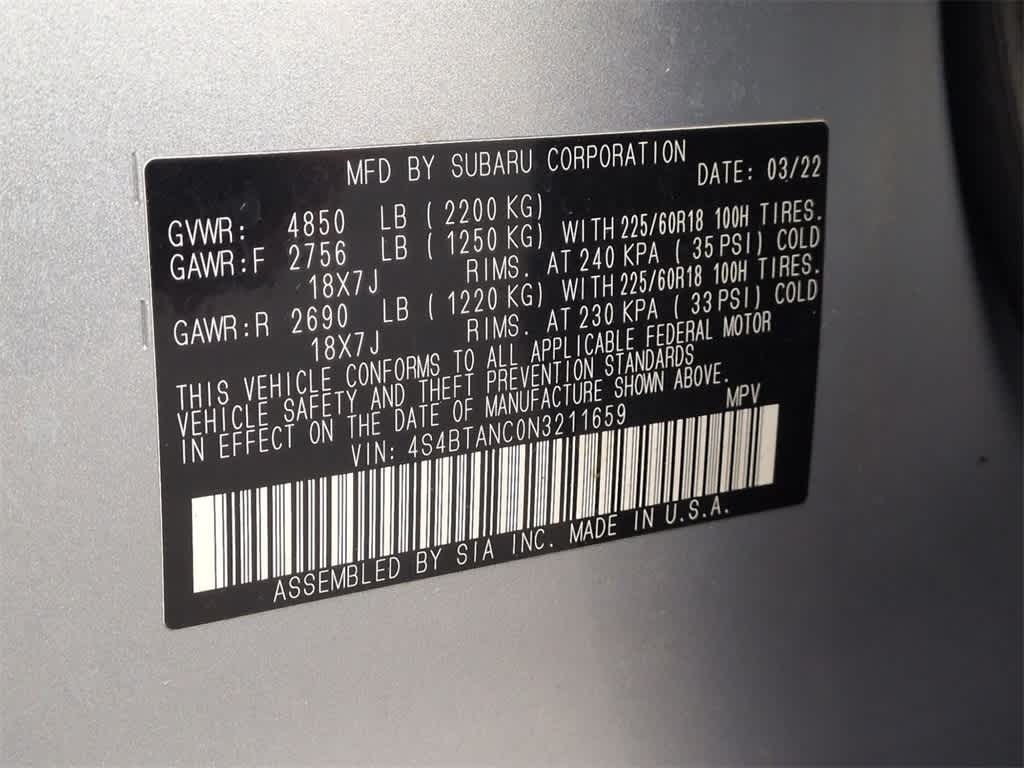 MFD BY SUBARU CORPORATION DATE: 03/22
GVWR: 4850 LB ( 2200 KG)
GAWR:F 2756 LB ( 1250 KG) WITH 225/60R18 100H TIRES.
18X7J RIMS. AT 240 KPA ( 35 PSI) COLD
GAWR:R 2690 LB ( 1220 KG) WITH 225/60R18 100H TIRES.
18X7J RIMS. AT 230 KPA ( 33 PSI) COLD
THIS VEHICLE CONFORMS TO ALL APPLICABLE FEDERAL MOTOR
VEHICLE SAFETY AND THEFT PREVENTION STANDARDS
IN EFFECT ON THE DATE OF MANUFACTURE SHOWN ABOVE.
VIN: 4S4BTANC0N3211659 MPV
ASSEMBLED BY SIA INC. MADE IN U.S.A.